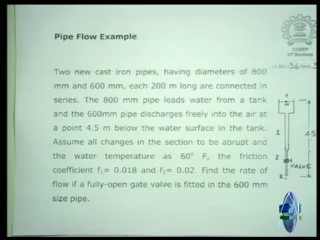 Pipe Flow Example
CDEEP
IIT Bombay
Two new cast iron pipes, having diameters of 800
mm and 600 mm, each 200 m long are connected in
series. The 800 mm pipe leads water from a tank
and the 600mm pipe discharges freely into the air at
a point 4.5 m below the water surface in the tank.
Assume all changes in the section to be abrupt and
the water temperature as 60° F, the friction
coefficient f₁= 0.018 and f₂= 0.02. Find the rate of
flow if a fully-open gate valve is fitted in the 600 mm
size pipe.
1
4.5
VALVE
2